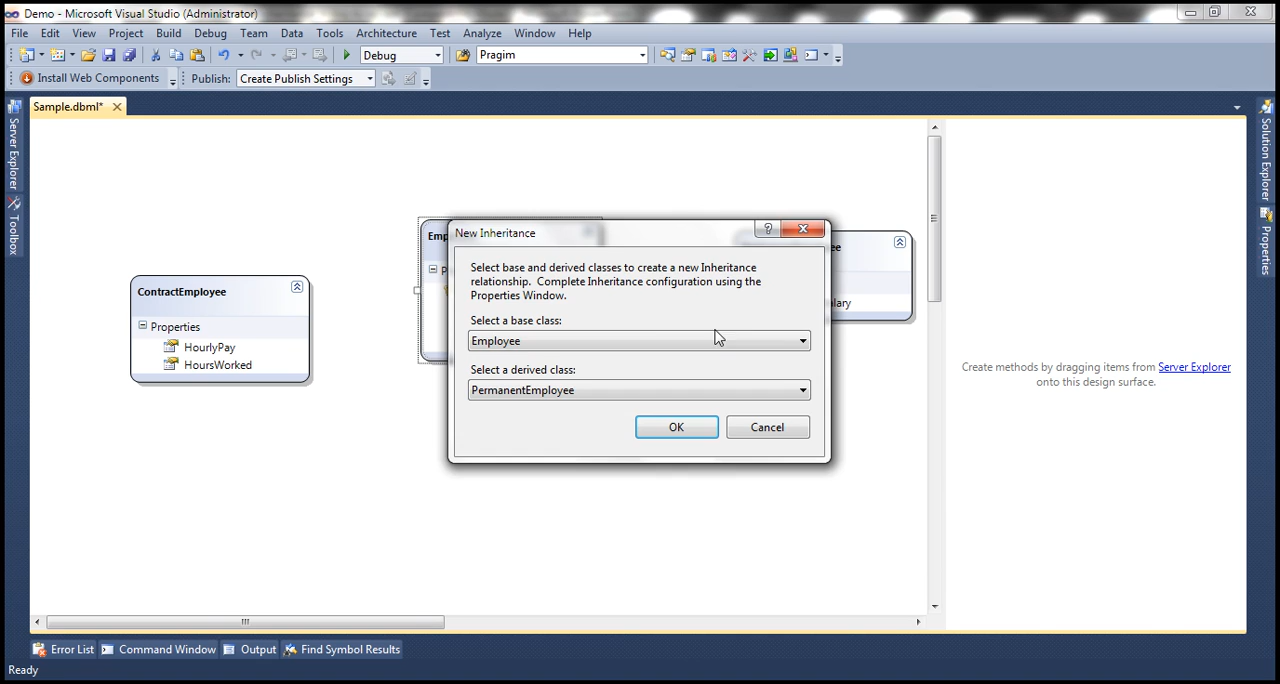 Demo - Microsoft Visual Studio (Administrator)
File Edit View Project Build Debug Team Data Tools Architecture Test Analyze Window Help
Debug Pragim
Install Web Components Publish: Create Publish Settings
Sample.dbml*
Server Explorer
Toolbox
Solution Explorer
Properties
ContractEmployee
Properties
HourlyPay
HoursWorked
New Inheritance
Select base and derived classes to create a new Inheritance
relationship. Complete Inheritance configuration using the
Properties Window.
Select a base class:
Employee
Select a derived class:
PermanentEmployee
OK Cancel
Create methods by dragging items from Server Explorer
onto this design surface.
Error List Command Window Output Find Symbol Results
Ready